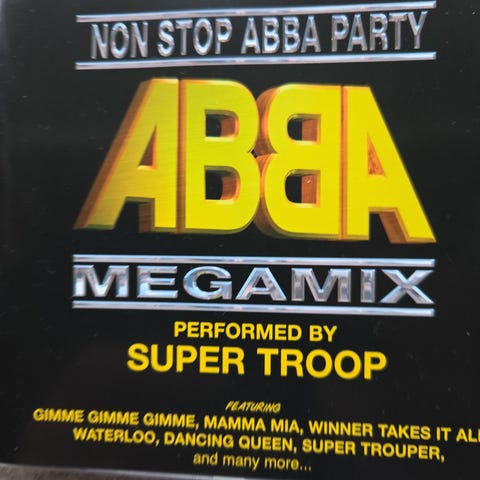 NON STOP ABBA PARTY
ABBA
MEGAMIX
PERFORMED BY
SUPER TROOP
FEATURING
GIMME GIMME GIMME, MAMMA MIA, WINNER TAKES IT ALL
WATERLOO, DANCING QUEEN, SUPER TROUPER,
and many more...